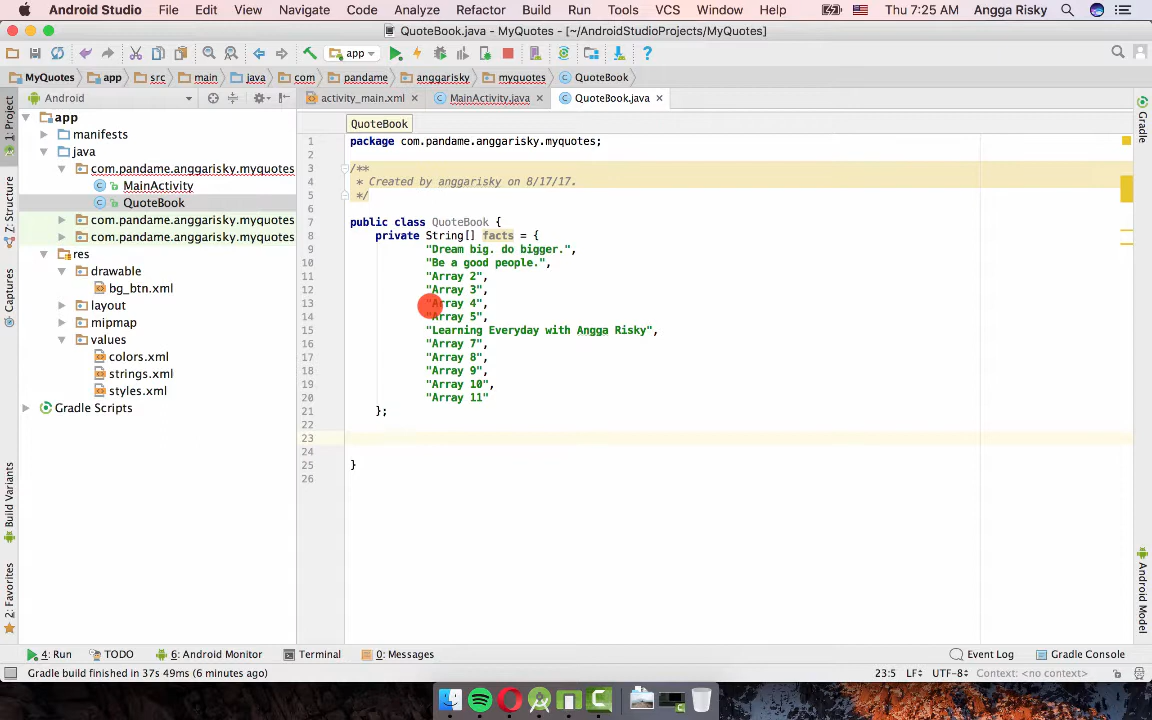 Android Studio File Edit View Navigate Code Analyze Refactor Build Run Tools VCS Window Help Thu 7:25 AM Angga Risky
QuoteBook.java - MyQuotes - [~/AndroidStudioProjects/MyQuotes]
app
MyQuotes app src main java com pandame anggarisky myquotes QuoteBook
Android activity_main.xml MainActivity.java QuoteBook.java
1: Project
Z: Structure
Captures
Build Variants
2: Favorites
app
manifests
java
com.pandame.anggarisky.myquotes
MainActivity
QuoteBook
com.pandame.anggarisky.myquotes
com.pandame.anggarisky.myquotes
res
drawable
bg_btn.xml
layout
mipmap
values
colors.xml
strings.xml
styles.xml
Gradle Scripts
QuoteBook
1 package com.pandame.anggarisky.myquotes;
2
3 /**
4 * Created by anggarisky on 8/17/17.
5 */
6
7 public class QuoteBook {
8 private String[] facts = {
9 "Dream big. do bigger.",
10 "Be a good people.",
11 "Array 2",
12 "Array 3",
13 "Array 4",
14 "Array 5",
15 "Learning Everyday with Angga Risky",
16 "Array 7",
17 "Array 8",
18 "Array 9",
19 "Array 10",
20 "Array 11"
21 };
22
23
24
25 }
26
Gradle
Android Model
4: Run TODO 6: Android Monitor Terminal 0: Messages Event Log Gradle Console
Gradle build finished in 37s 49ms (6 minutes ago) 23:5 LF UTF-8 Context: <no context>